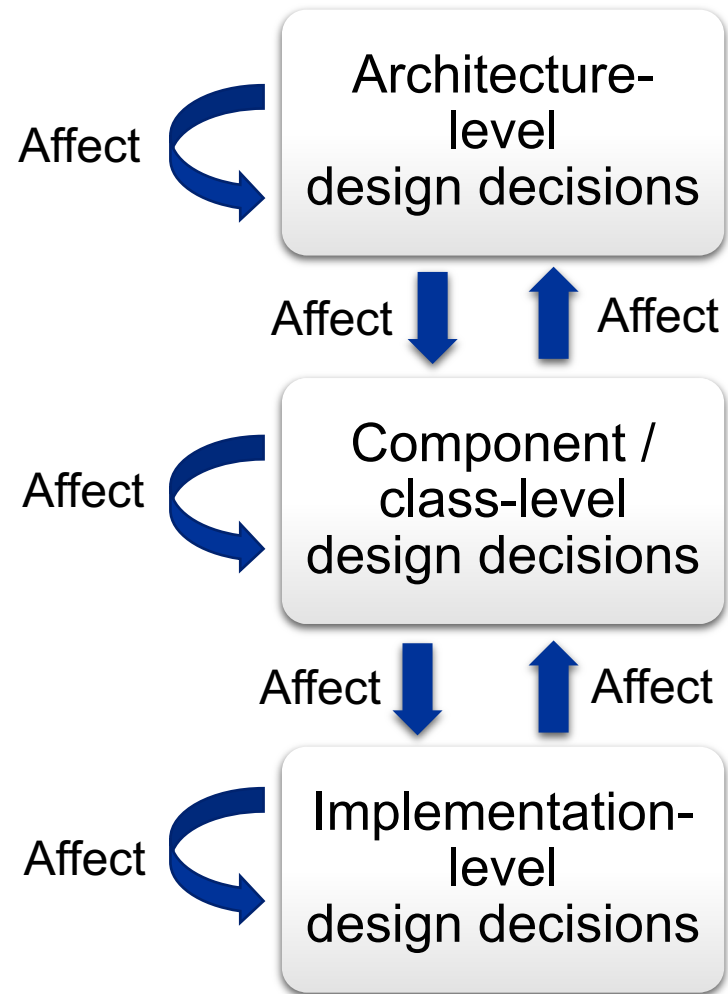 Architecture-
level
design decisions
Affect
Affect
Affect
Component /
class-level
design decisions
Affect
Affect
Affect
Implementation-
level
design decisions
Affect